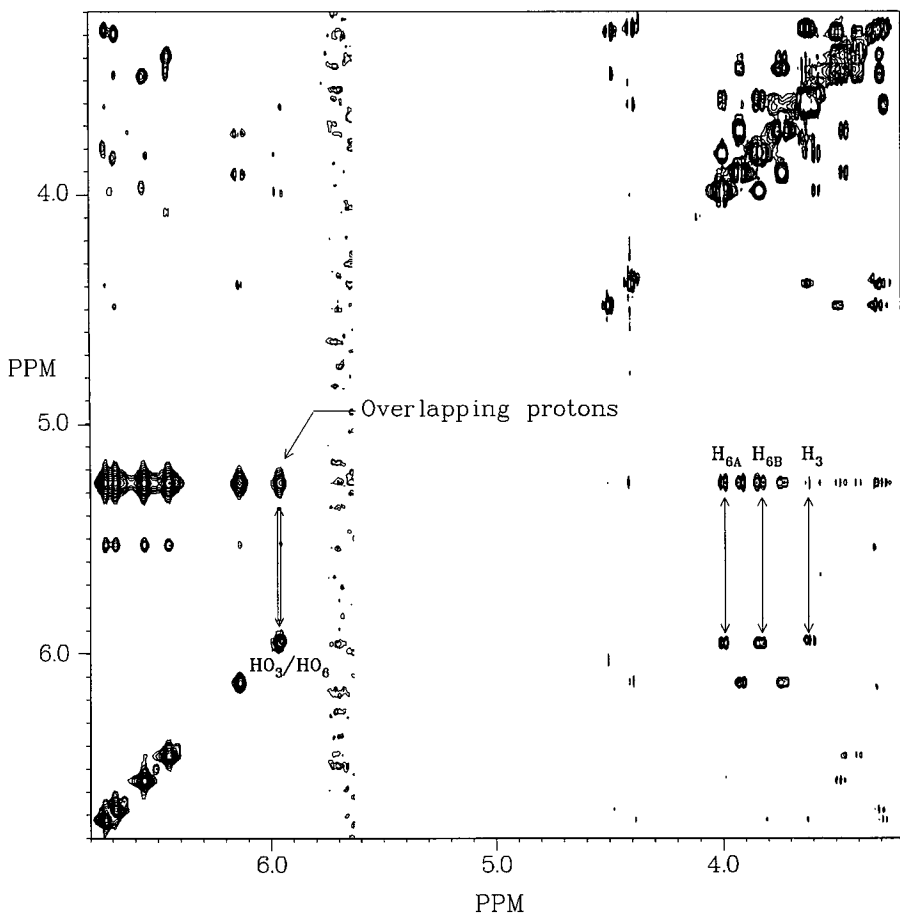 4.0
PPM
Overlapping protons
5.0
H6A H6B H3
6.0
HO3/HO6
6.0 5.0 4.0
PPM